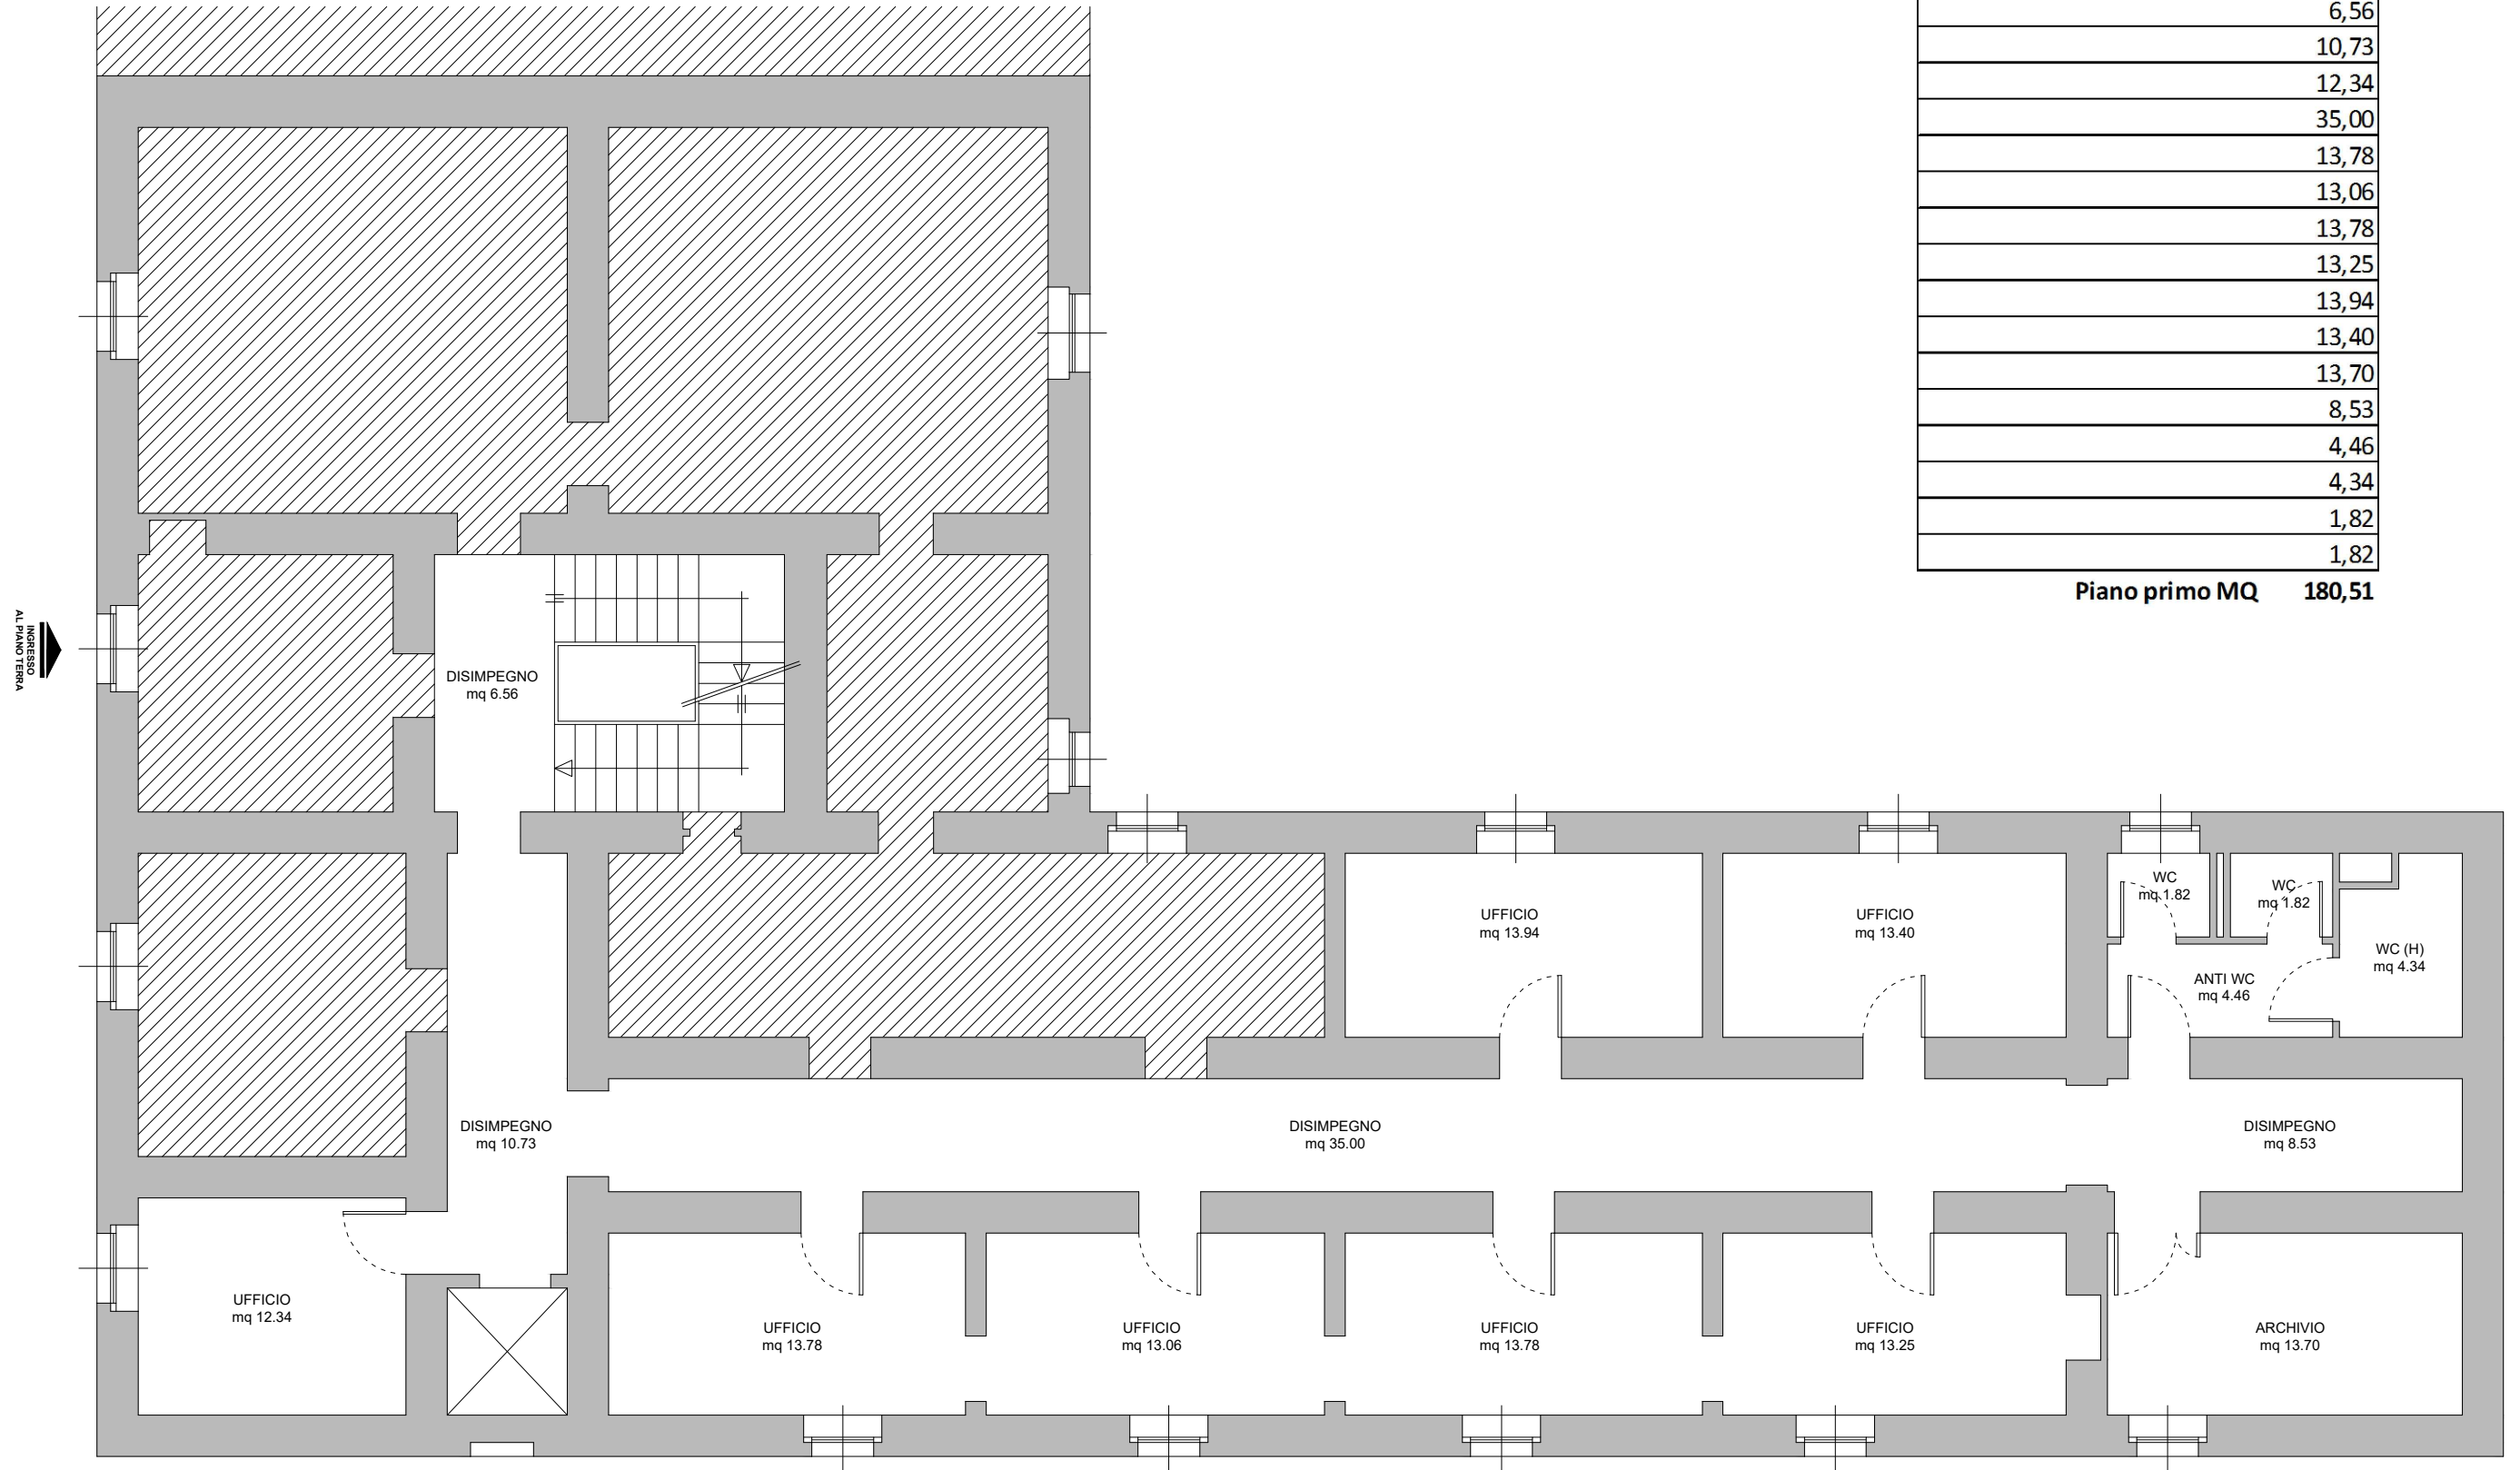 6,56
10,73
12,34
35,00
13,78
13,06
13,78
13,25
13,94
13,40
13,70
8,53
4,46
4,34
1,82
1,82
Piano primo MQ 180,51
INGRESSO
AL PIANO TERRA
DISIMPEGNO
mq 6.56
UFFICIO
mq 13.94
UFFICIO
mq 13.40
WC
mq 1.82
WC
mq 1.82
WC (H)
mq 4.34
ANTI WC
mq 4.46
DISIMPEGNO
mq 10.73
DISIMPEGNO
mq 35.00
DISIMPEGNO
mq 8.53
UFFICIO
mq 12.34
UFFICIO
mq 13.78
UFFICIO
mq 13.06
UFFICIO
mq 13.78
UFFICIO
mq 13.25
ARCHIVIO
mq 13.70